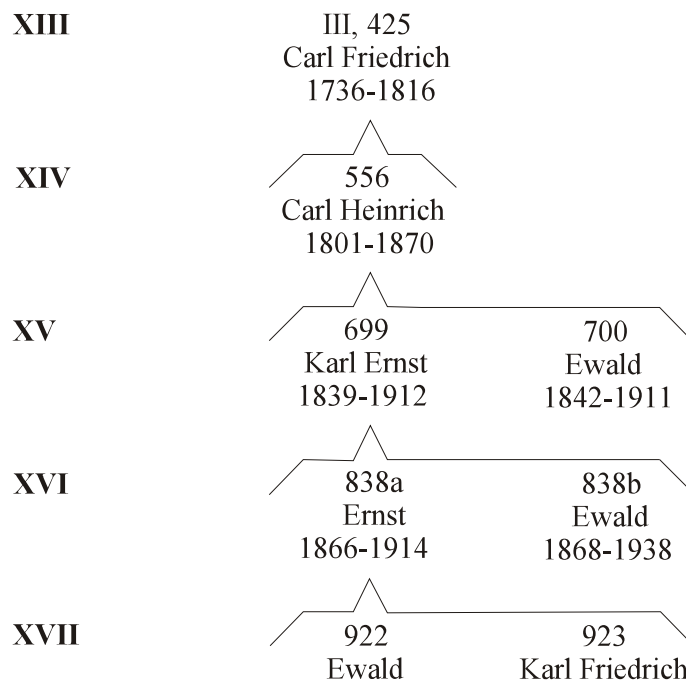 XIII III, 425
Carl Friedrich
1736-1816
XIV 556
Carl Heinrich
1801-1870
XV 699 700
Karl Ernst Ewald
1839-1912 1842-1911
XVI 838a 838b
Ernst Ewald
1866-1914 1868-1938
XVII 922 923
Ewald Karl Friedrich